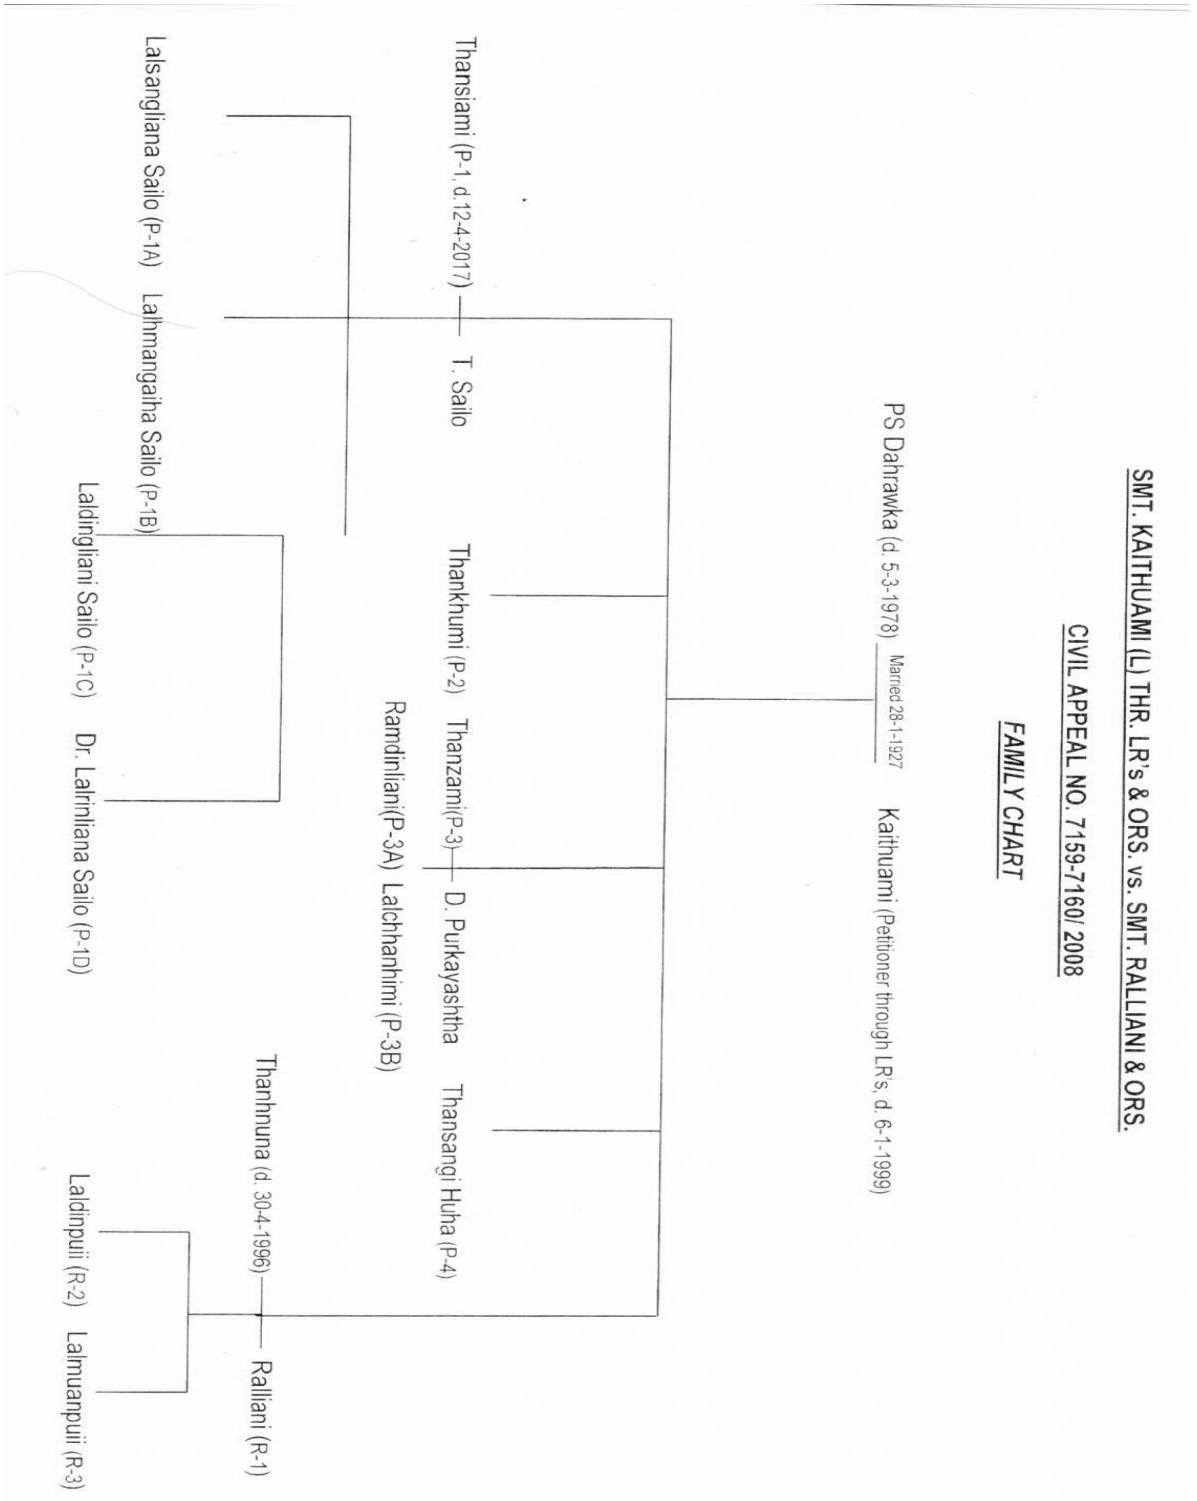 SMT. KAITHUAMI (L) THR. LR's & ORS. vs. SMT. RALLIANI & ORS.
CIVIL APPEAL NO. 7159-7160/ 2008
FAMILY CHART
PS Dahrawka (d. 5-3-1978) Married 28-1-1927 Kaithuami (Petitioner through LR's, d. 6-1-1999)
Thansiami (P-1, d.12-4-2017) T. Sailo Thankhumi (P-2) Thanzami(P-3) D. Purkayashtha Thansangi Huha (P-4)
Ramdinliani(P-3A) Lalchhanhimi (P-3B)
Thanhnuna (d. 30-4-1996) Ralliani (R-1)
Lalsangliana Sailo (P-1A) Lalhmangaiha Sailo (P-1B)
Laldingliani Sailo (P-1C) Dr. Lalrinliana Sailo (P-1D) Laldinpuii (R-2) Lalmuanpuii (R-3)